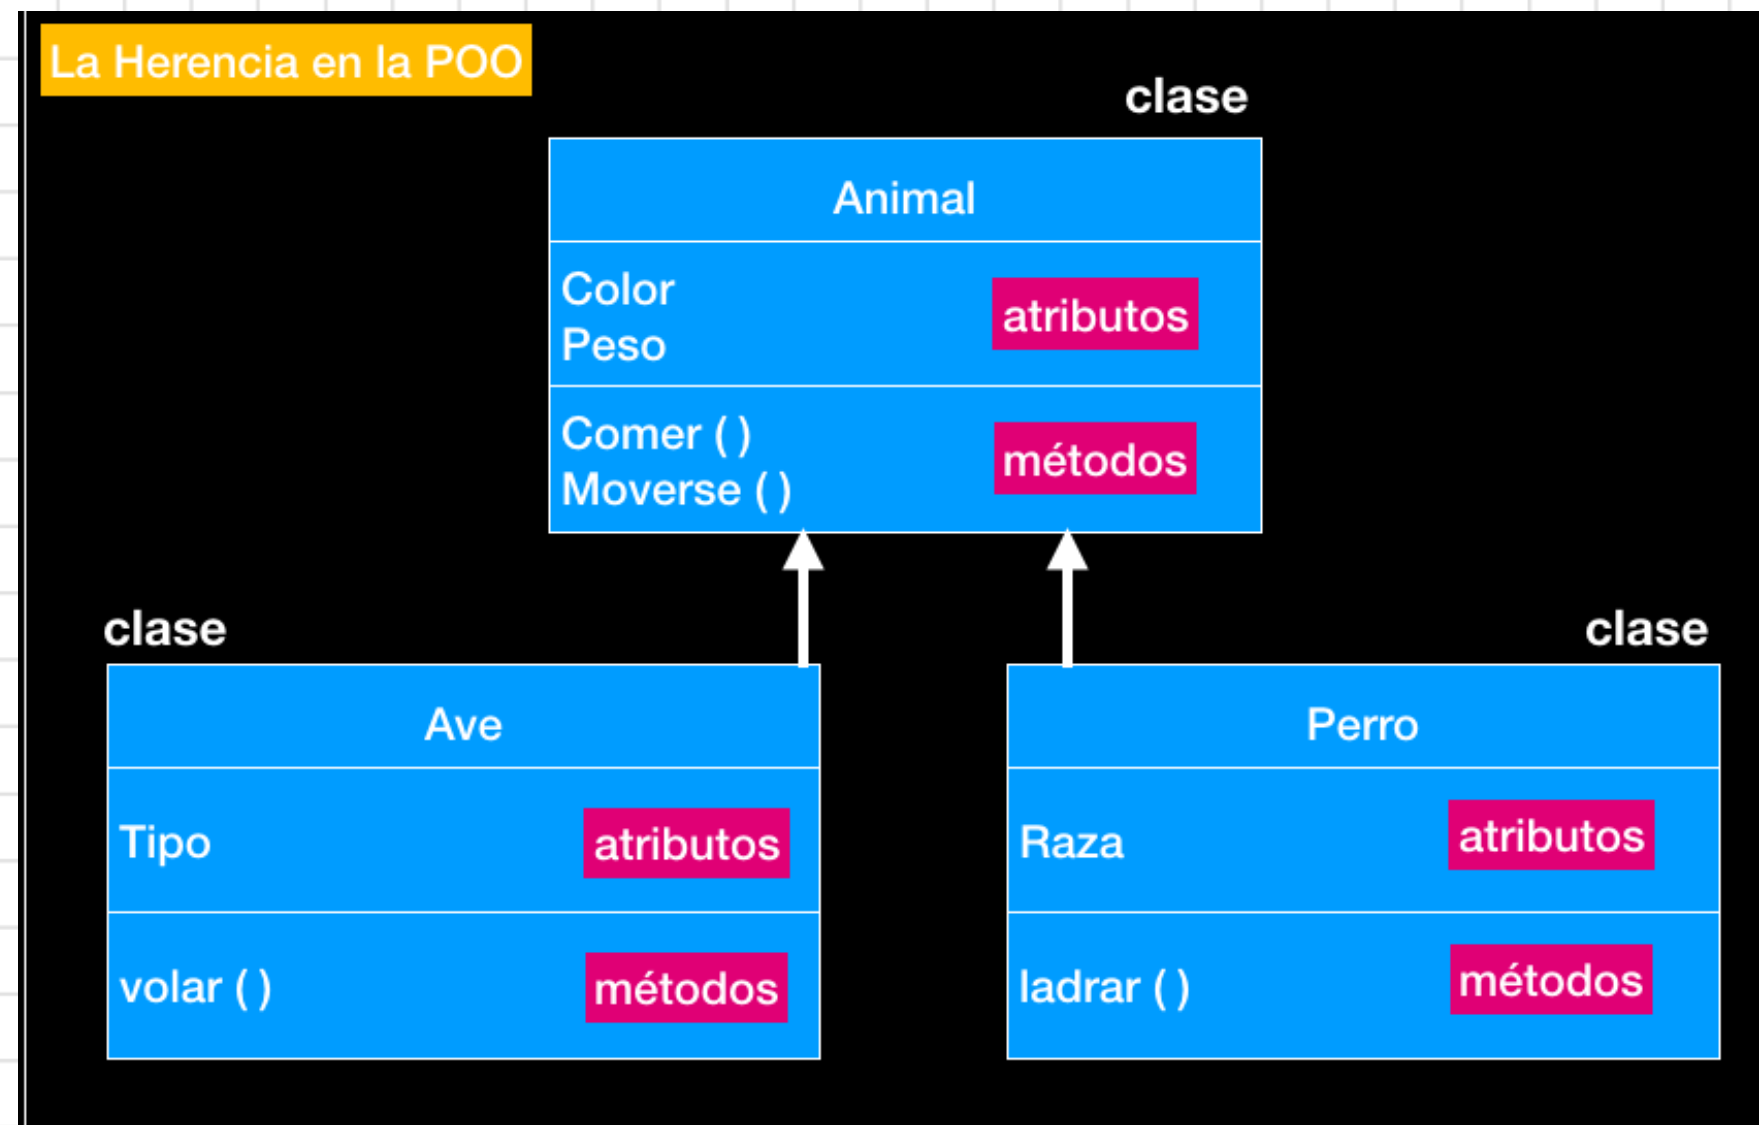 La Herencia en la POO
clase
Animal
Color
Peso
atributos
Comer ( )
Moverse ( )
métodos
clase
Ave
Tipo
atributos
volar ( )
métodos
clase
Perro
Raza
atributos
ladrar ( )
métodos